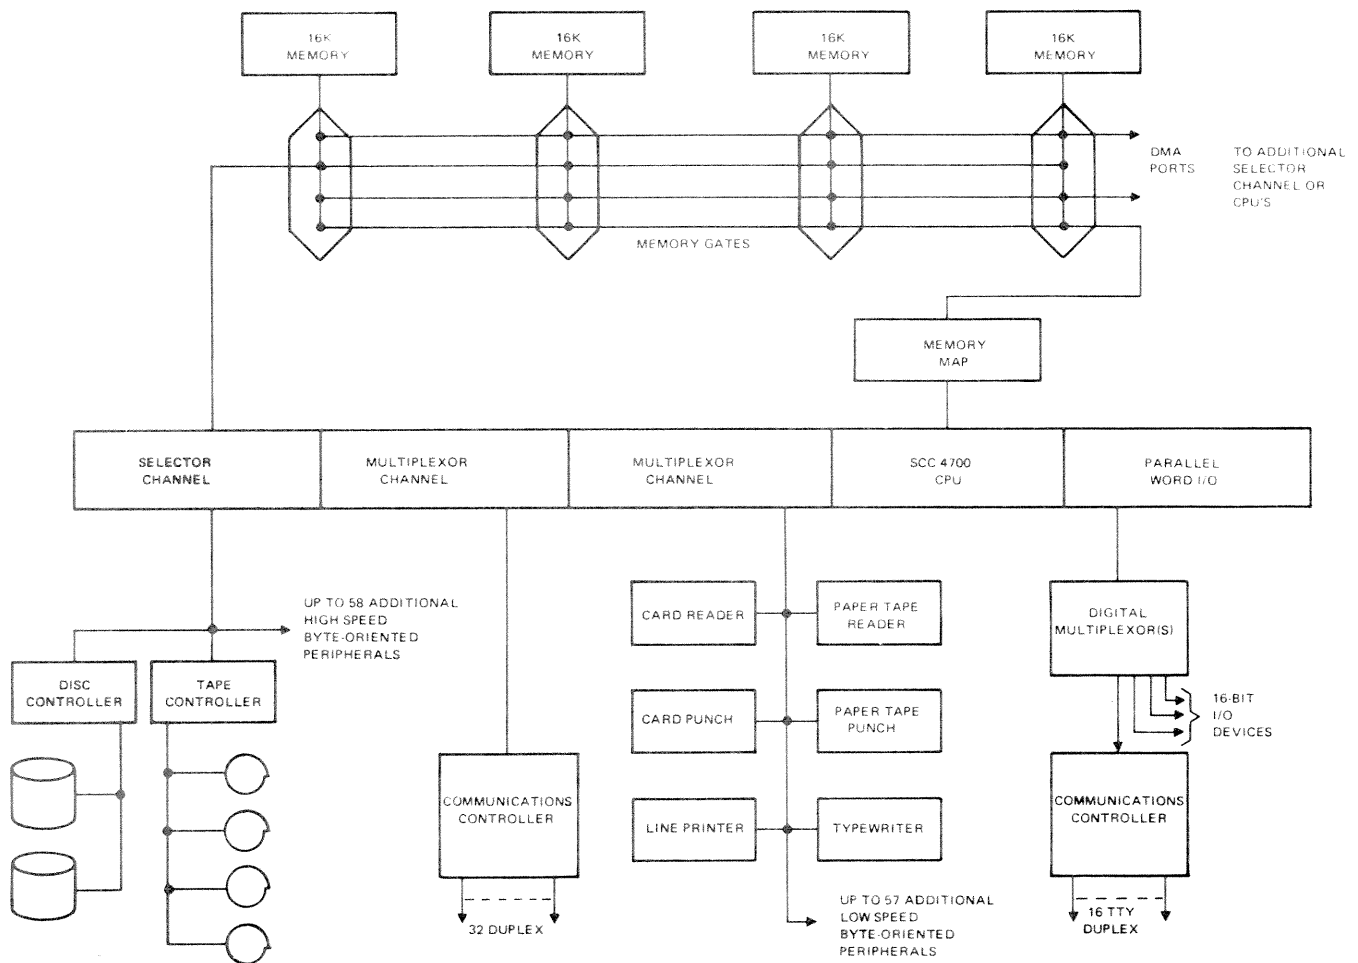 16K
MEMORY
16K
MEMORY
16K
MEMORY
16K
MEMORY
DMA
PORTS
TO ADDITIONAL
SELECTOR
CHANNEL OR
CPU'S
MEMORY GATES
MEMORY
MAP
SELECTOR
CHANNEL
MULTIPLEXOR
CHANNEL
MULTIPLEXOR
CHANNEL
SCC 4700
CPU
PARALLEL
WORD I/O
UP TO 58 ADDITIONAL
HIGH SPEED
BYTE-ORIENTED
PERIPHERALS
DISC
CONTROLLER
TAPE
CONTROLLER
COMMUNICATIONS
CONTROLLER
32 DUPLEX
CARD READER
PAPER TAPE
READER
CARD PUNCH
PAPER TAPE
PUNCH
LINE PRINTER
TYPEWRITER
UP TO 57 ADDITIONAL
LOW SPEED
BYTE-ORIENTED
PERIPHERALS
DIGITAL
MULTIPLEXOR(S)
16-BIT
I/O
DEVICES
COMMUNICATIONS
CONTROLLER
16 TTY
DUPLEX